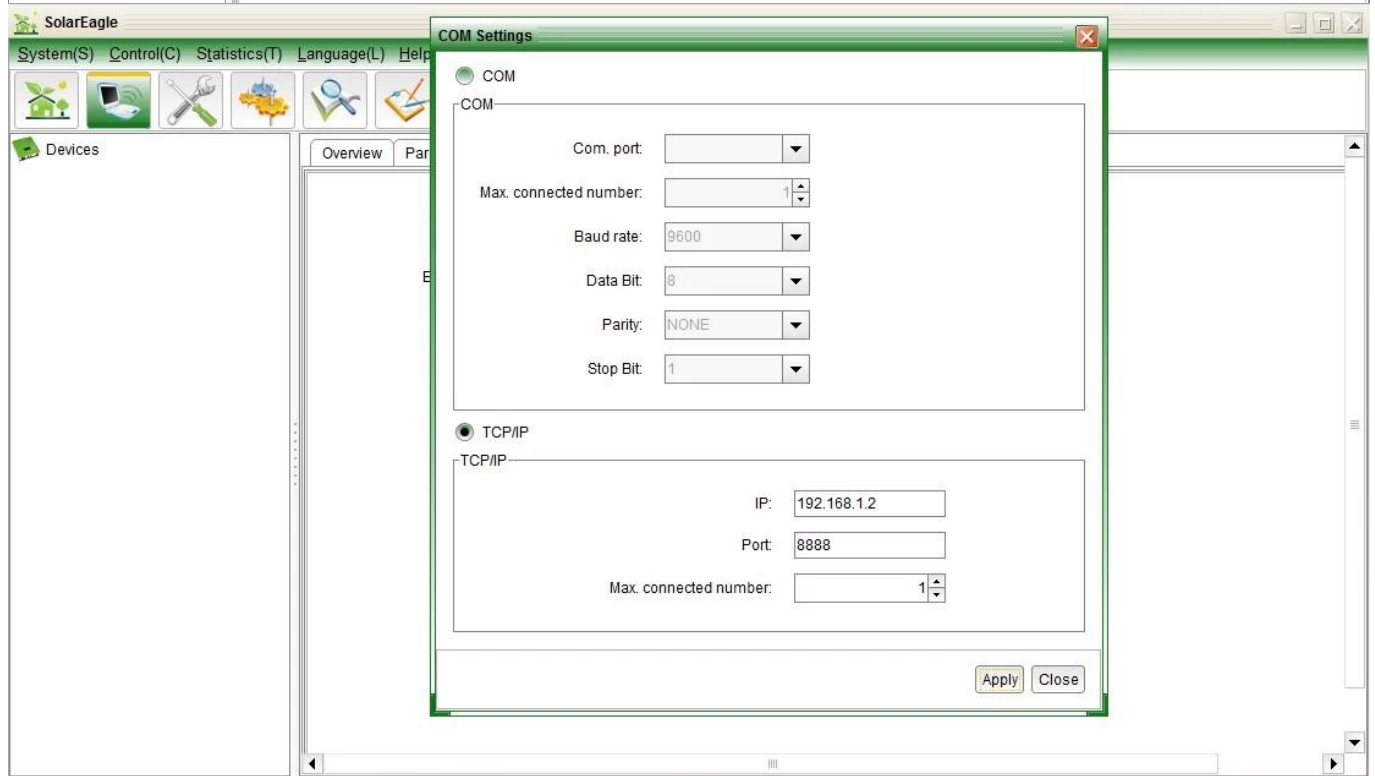 SolarEagle
System(S) Control(C) Statistics(T) Language(L) Help
Devices
Overview Par
E
COM Settings
COM
COM
Com. port:
Max. connected number: 1
Baud rate: 9600
Data Bit: 8
Parity: NONE
Stop Bit: 1
TCP/IP
TCP/IP
IP: 192.168.1.2
Port: 8888
Max. connected number: 1
Apply Close